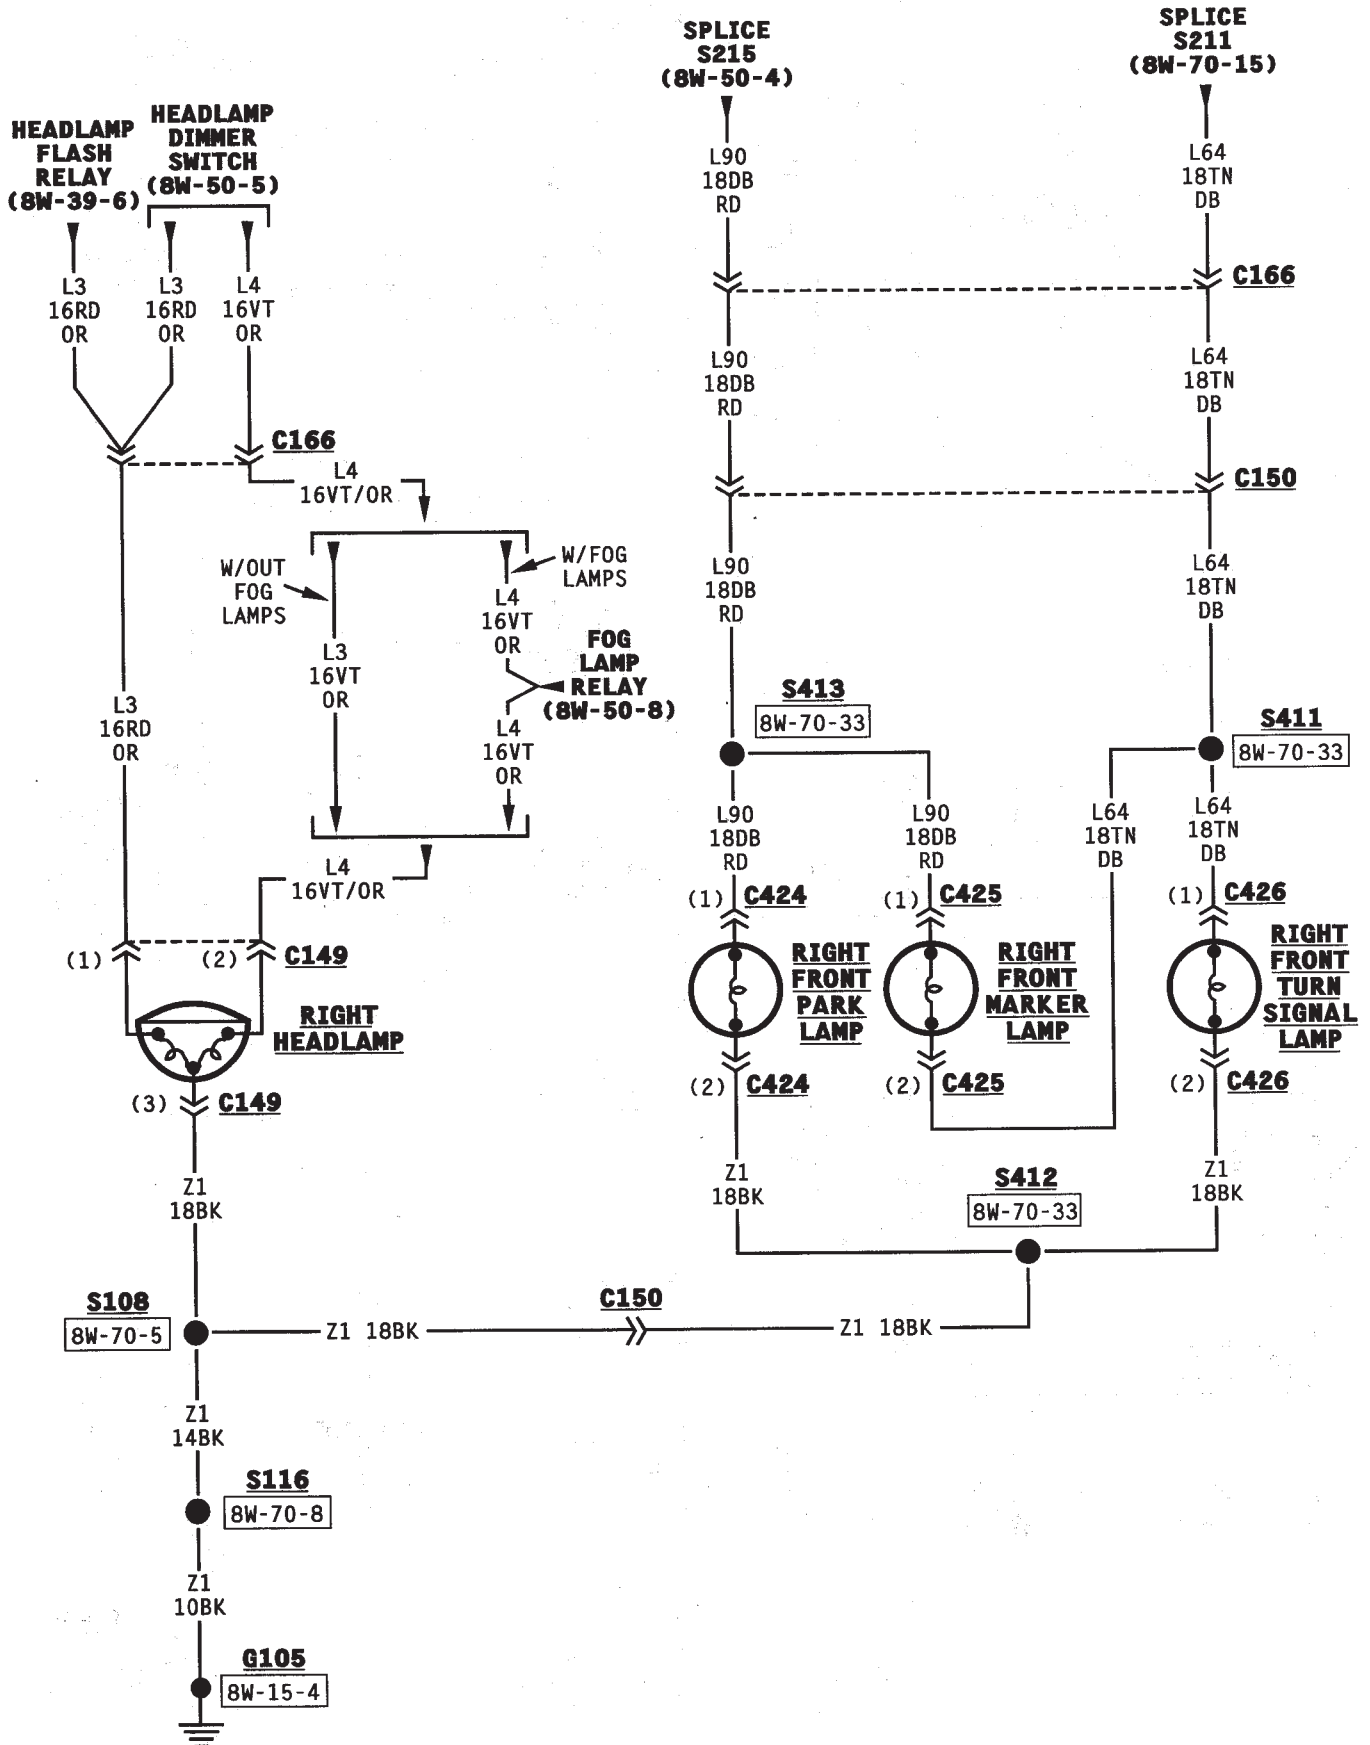 HEADLAMP
FLASH
RELAY
(8W-39-6)
HEADLAMP
DIMMER
SWITCH
(8W-50-5)
SPLICE
S215
(8W-50-4)
SPLICE
S211
(8W-70-15)
L3
16RD
OR
L3
16RD
OR
L4
16VT
OR
L90
18DB
RD
L64
18TN
DB
C166
L90
18DB
RD
L64
18TN
DB
C166
L4
16VT/OR
C150
W/OUT
FOG
LAMPS
W/FOG
LAMPS
L4
16VT
OR
L3
16VT
OR
FOG
LAMP
RELAY
(8W-50-8)
L4
16VT
OR
L90
18DB
RD
L64
18TN
DB
L3
16RD
OR
S413
8W-70-33
S411
8W-70-33
L90
18DB
RD
L90
18DB
RD
L64
18TN
DB
L64
18TN
DB
L4
16VT/OR
(1) C424
(1) C425
(1) C426
(1)
(2) C149
RIGHT
HEADLAMP
RIGHT
FRONT
PARK
LAMP
RIGHT
FRONT
MARKER
LAMP
RIGHT
FRONT
TURN
SIGNAL
LAMP
(3) C149
(2) C424
(2) C425
(2) C426
Z1
18BK
Z1
18BK
S412
8W-70-33
Z1
18BK
S108
8W-70-5
Z1 18BK
C150
Z1 18BK
Z1
14BK
S116
8W-70-8
Z1
10BK
G105
8W-15-4